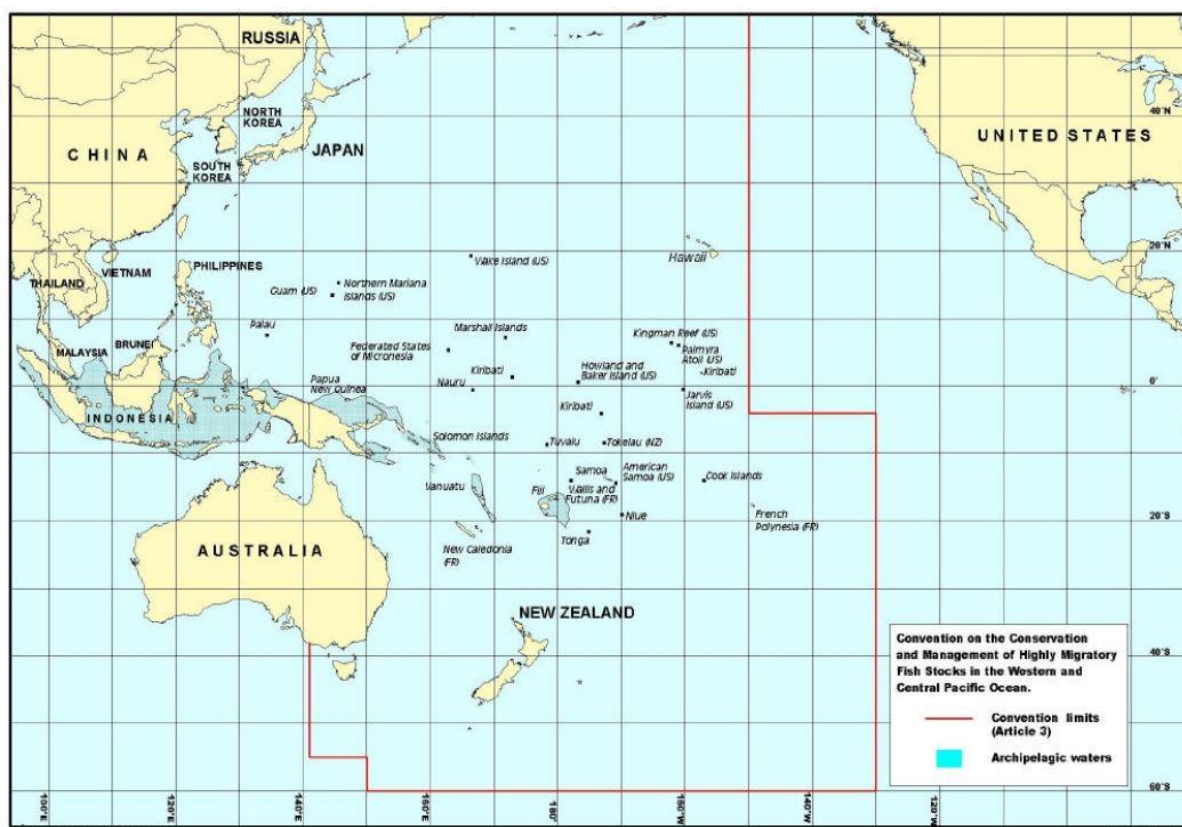 RUSSIA
NORTH
KOREA
40°N
CHINA
JAPAN
UNITED STATES
SOUTH
KOREA
20°N
Wake Island (US)
Hawaii
VIETNAM
PHILIPPINES
THAILAND
Guam (US)
Northern Mariana
Islands (US)
Palau
Marshall Islands
Kingman Reef (US)
BRUNEI
MALAYSIA
Federated States
of Micronesia
Palmyra
Atoll (US)
Kiribati
Howland and
Baker Island (US)
Kiribati
Papua
New Guinea
Nauru
0°
Jarvis
Island (US)
INDONESIA
Kiribati
Solomon Islands
Tuvalu
Tokelau (NZ)
Samoa
American
Samoa (US)
Cook Islands
Vanuatu
Fiji
Wallis and
Futuna (FR)
Niue
French
Polynesia (FR)
20°S
Tonga
AUSTRALIA
New Caledonia
(FR)
NEW ZEALAND
Convention on the Conservation
and Management of Highly Migratory
Fish Stocks in the Western and
Central Pacific Ocean.
40°S
Convention limits
(Article 3)
Archipelagic waters
60°S
100°E
120°E
140°E
160°E
180°
160°W
140°W
120°W